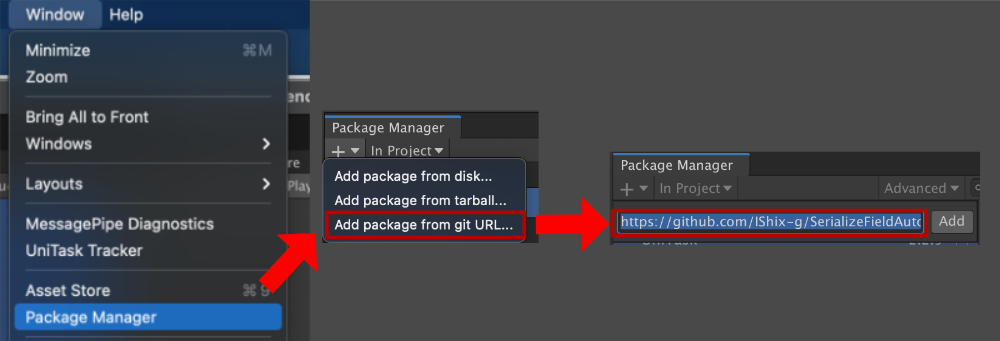 Window Help
Minimize ⌘M
Zoom
Bring All to Front
Windows
Layouts
MessagePipe Diagnostics
UniTask Tracker
Asset Store ⌘9
Package Manager
Package Manager
+ In Project
Add package from disk...
Add package from tarball...
Add package from git URL...
Package Manager
+ In Project Advanced
https://github.com/IShix-g/SerializeFieldAuto
Add